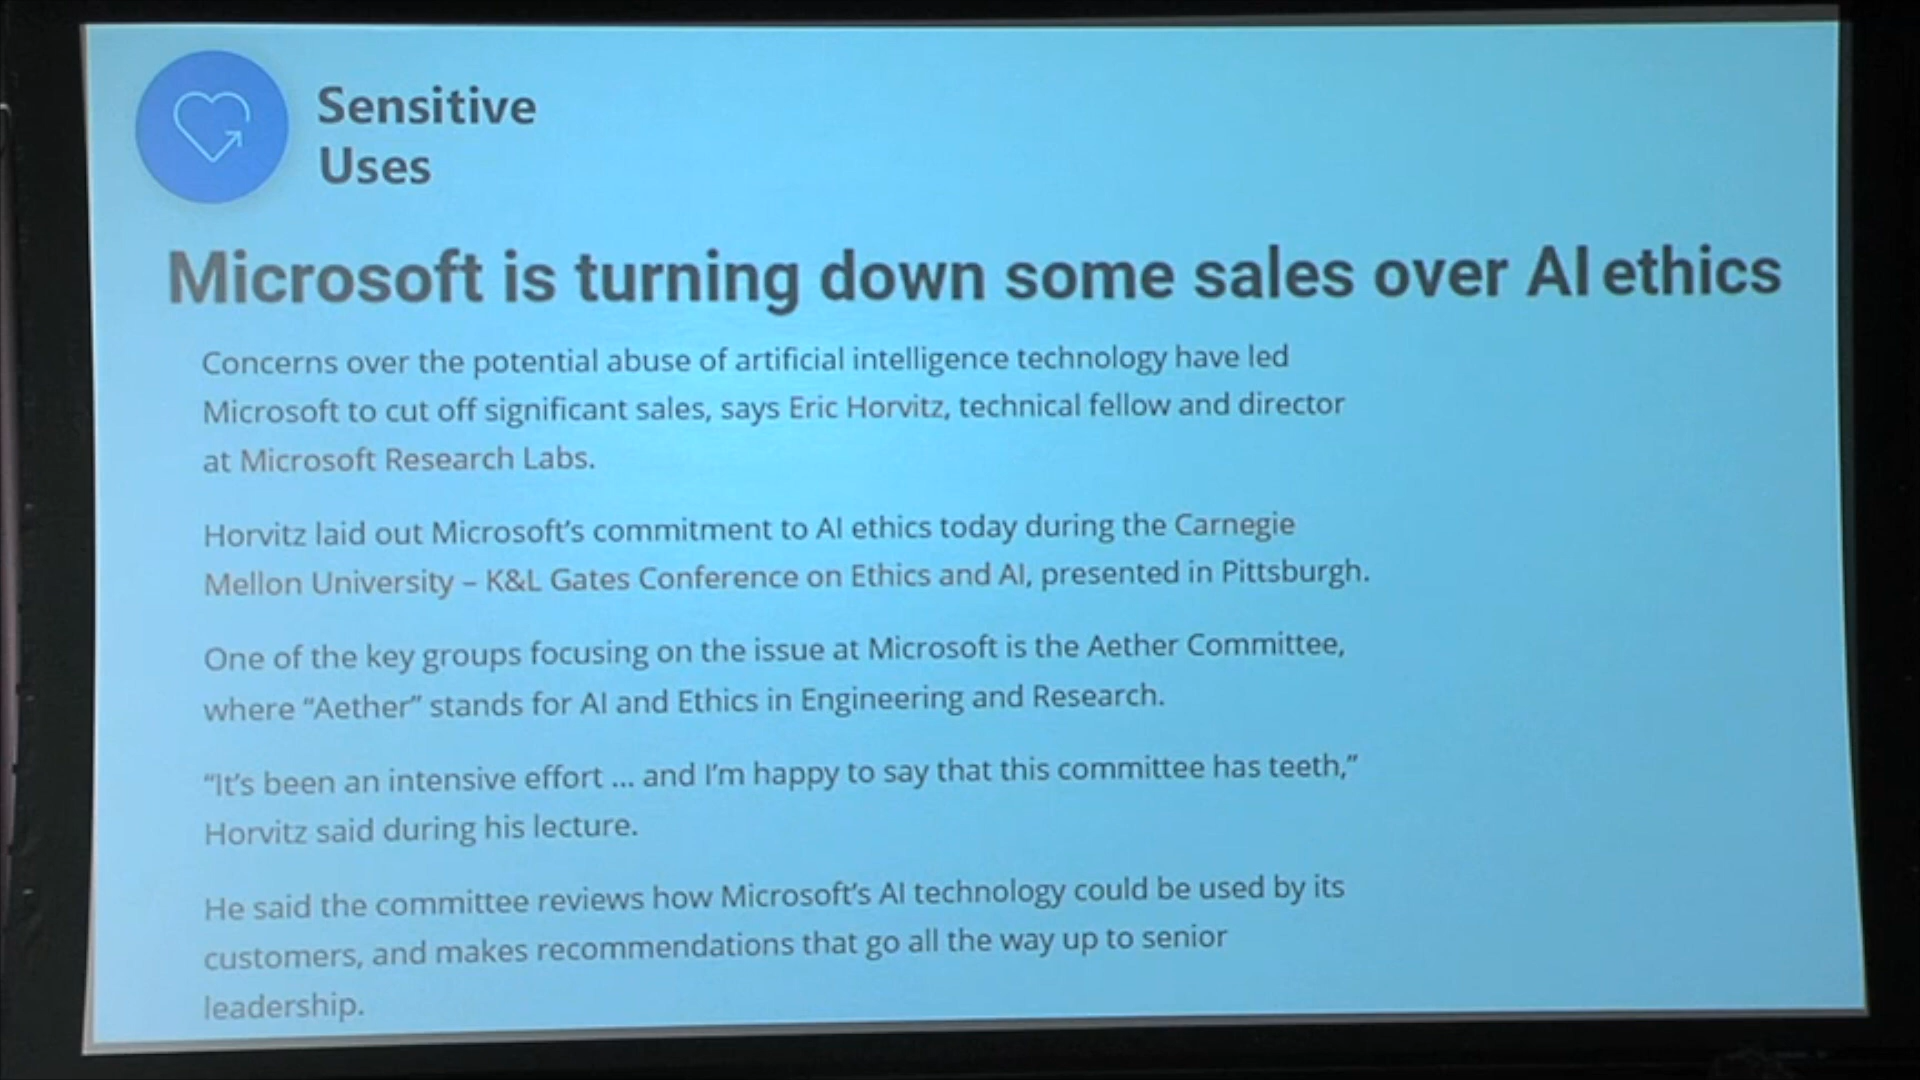 Sensitive
Uses
Microsoft is turning down some sales over AI ethics
Concerns over the potential abuse of artificial intelligence technology have led
Microsoft to cut off significant sales, says Eric Horvitz, technical fellow and director
at Microsoft Research Labs.
Horvitz laid out Microsoft’s commitment to AI ethics today during the Carnegie
Mellon University – K&L Gates Conference on Ethics and AI, presented in Pittsburgh.
One of the key groups focusing on the issue at Microsoft is the Aether Committee,
where “Aether” stands for AI and Ethics in Engineering and Research.
“It’s been an intensive effort ... and I’m happy to say that this committee has teeth,”
Horvitz said during his lecture.
He said the committee reviews how Microsoft’s AI technology could be used by its
customers, and makes recommendations that go all the way up to senior
leadership.